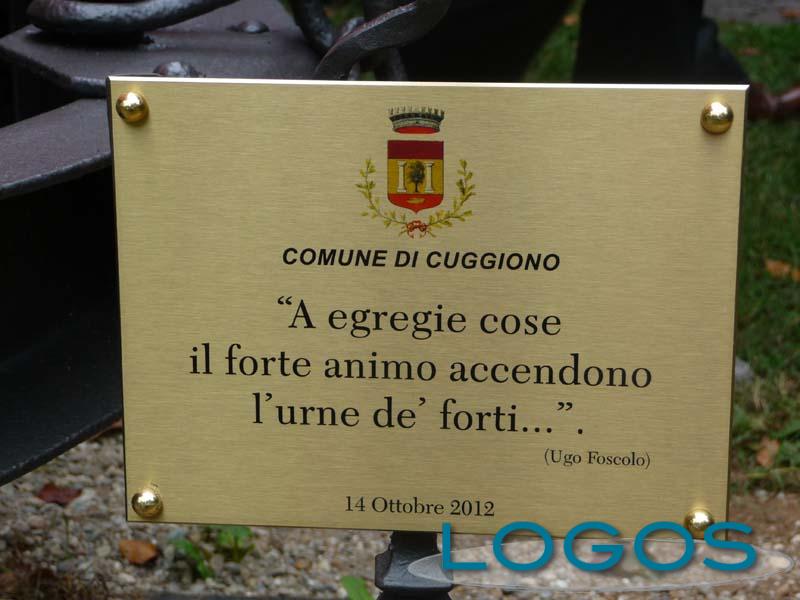 COMUNE DI CUGGIONO
“A egregie cose
il forte animo accendono
l’urne de’ forti...”.
(Ugo Foscolo)
14 Ottobre 2012
LOGOS